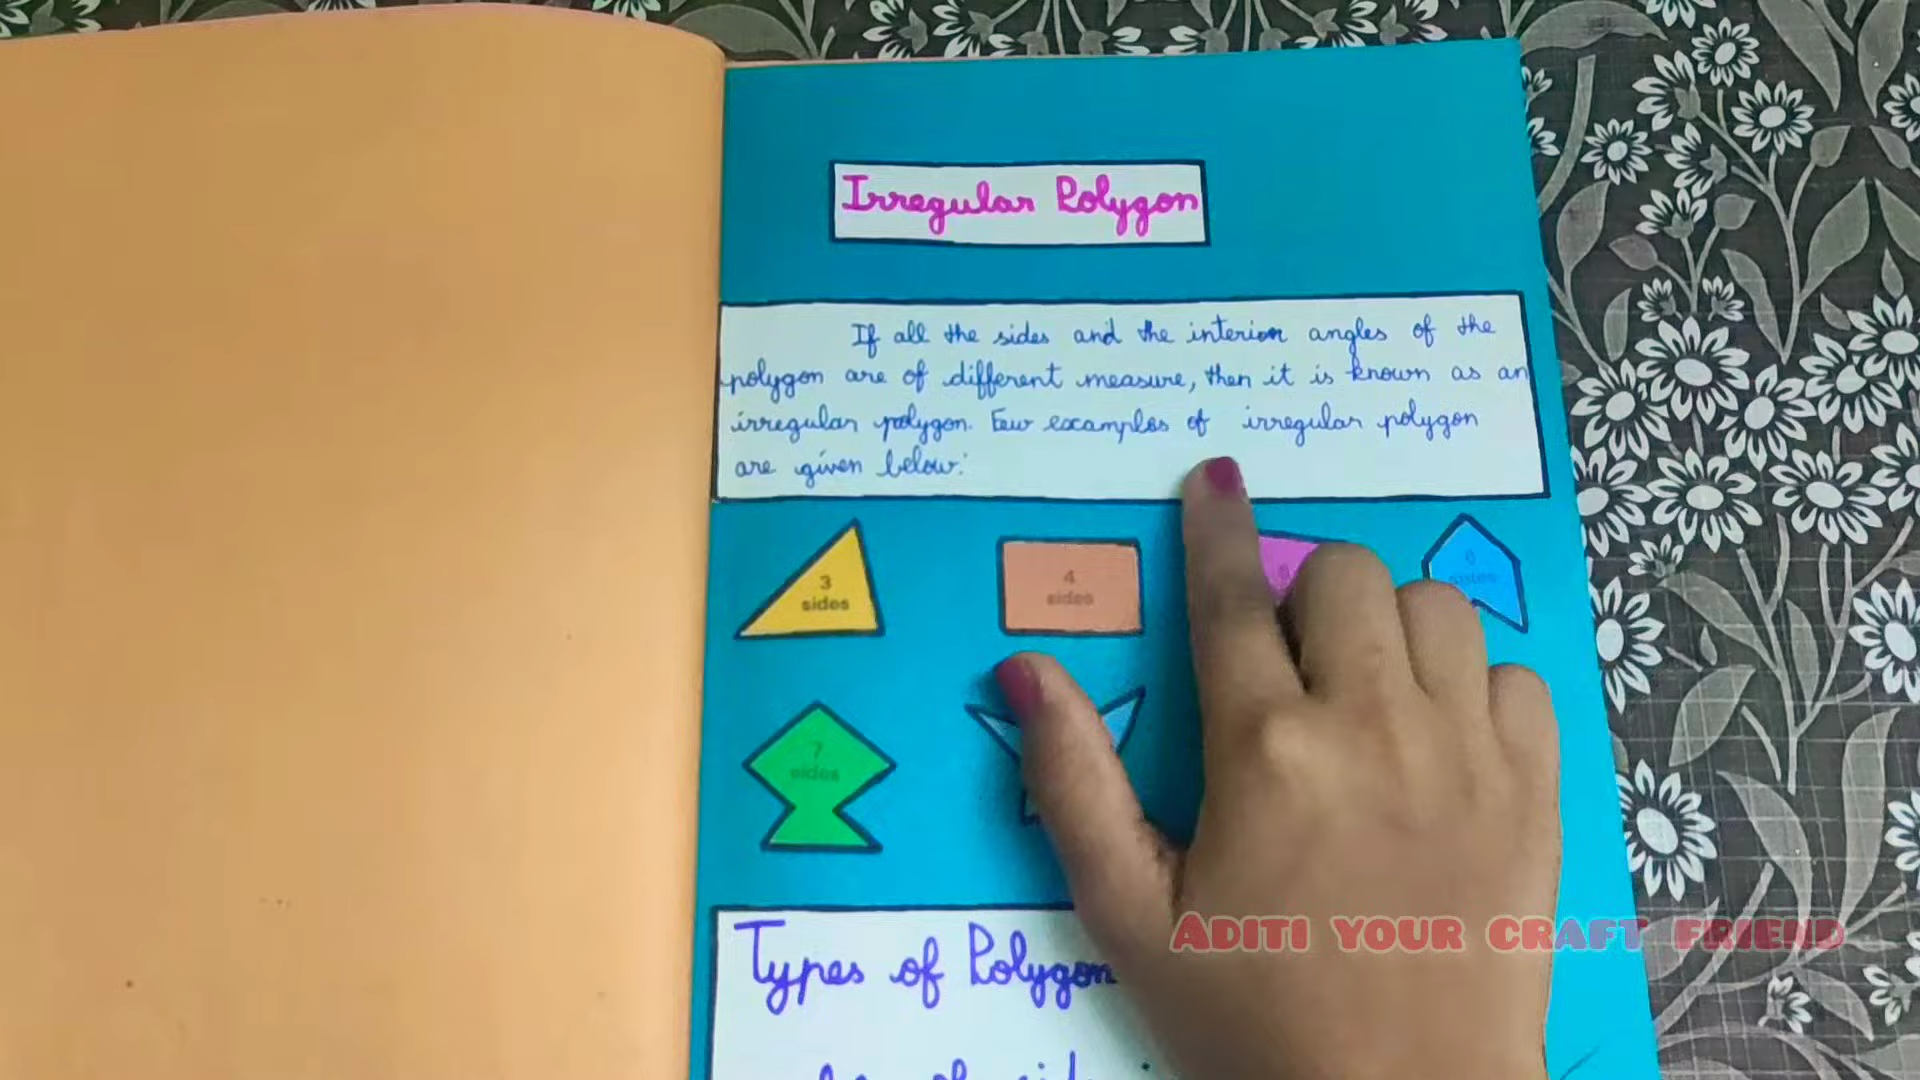 Irregular Polygon
If all the sides and the interior angles of the
polygon are of different measure, then it is known as an
irregular polygon. Few examples of irregular polygon
are given below:
3
sides
4
sides
6
sides
7
sides
Types of Polygon
ADITI YOUR CRAFT FRIEND